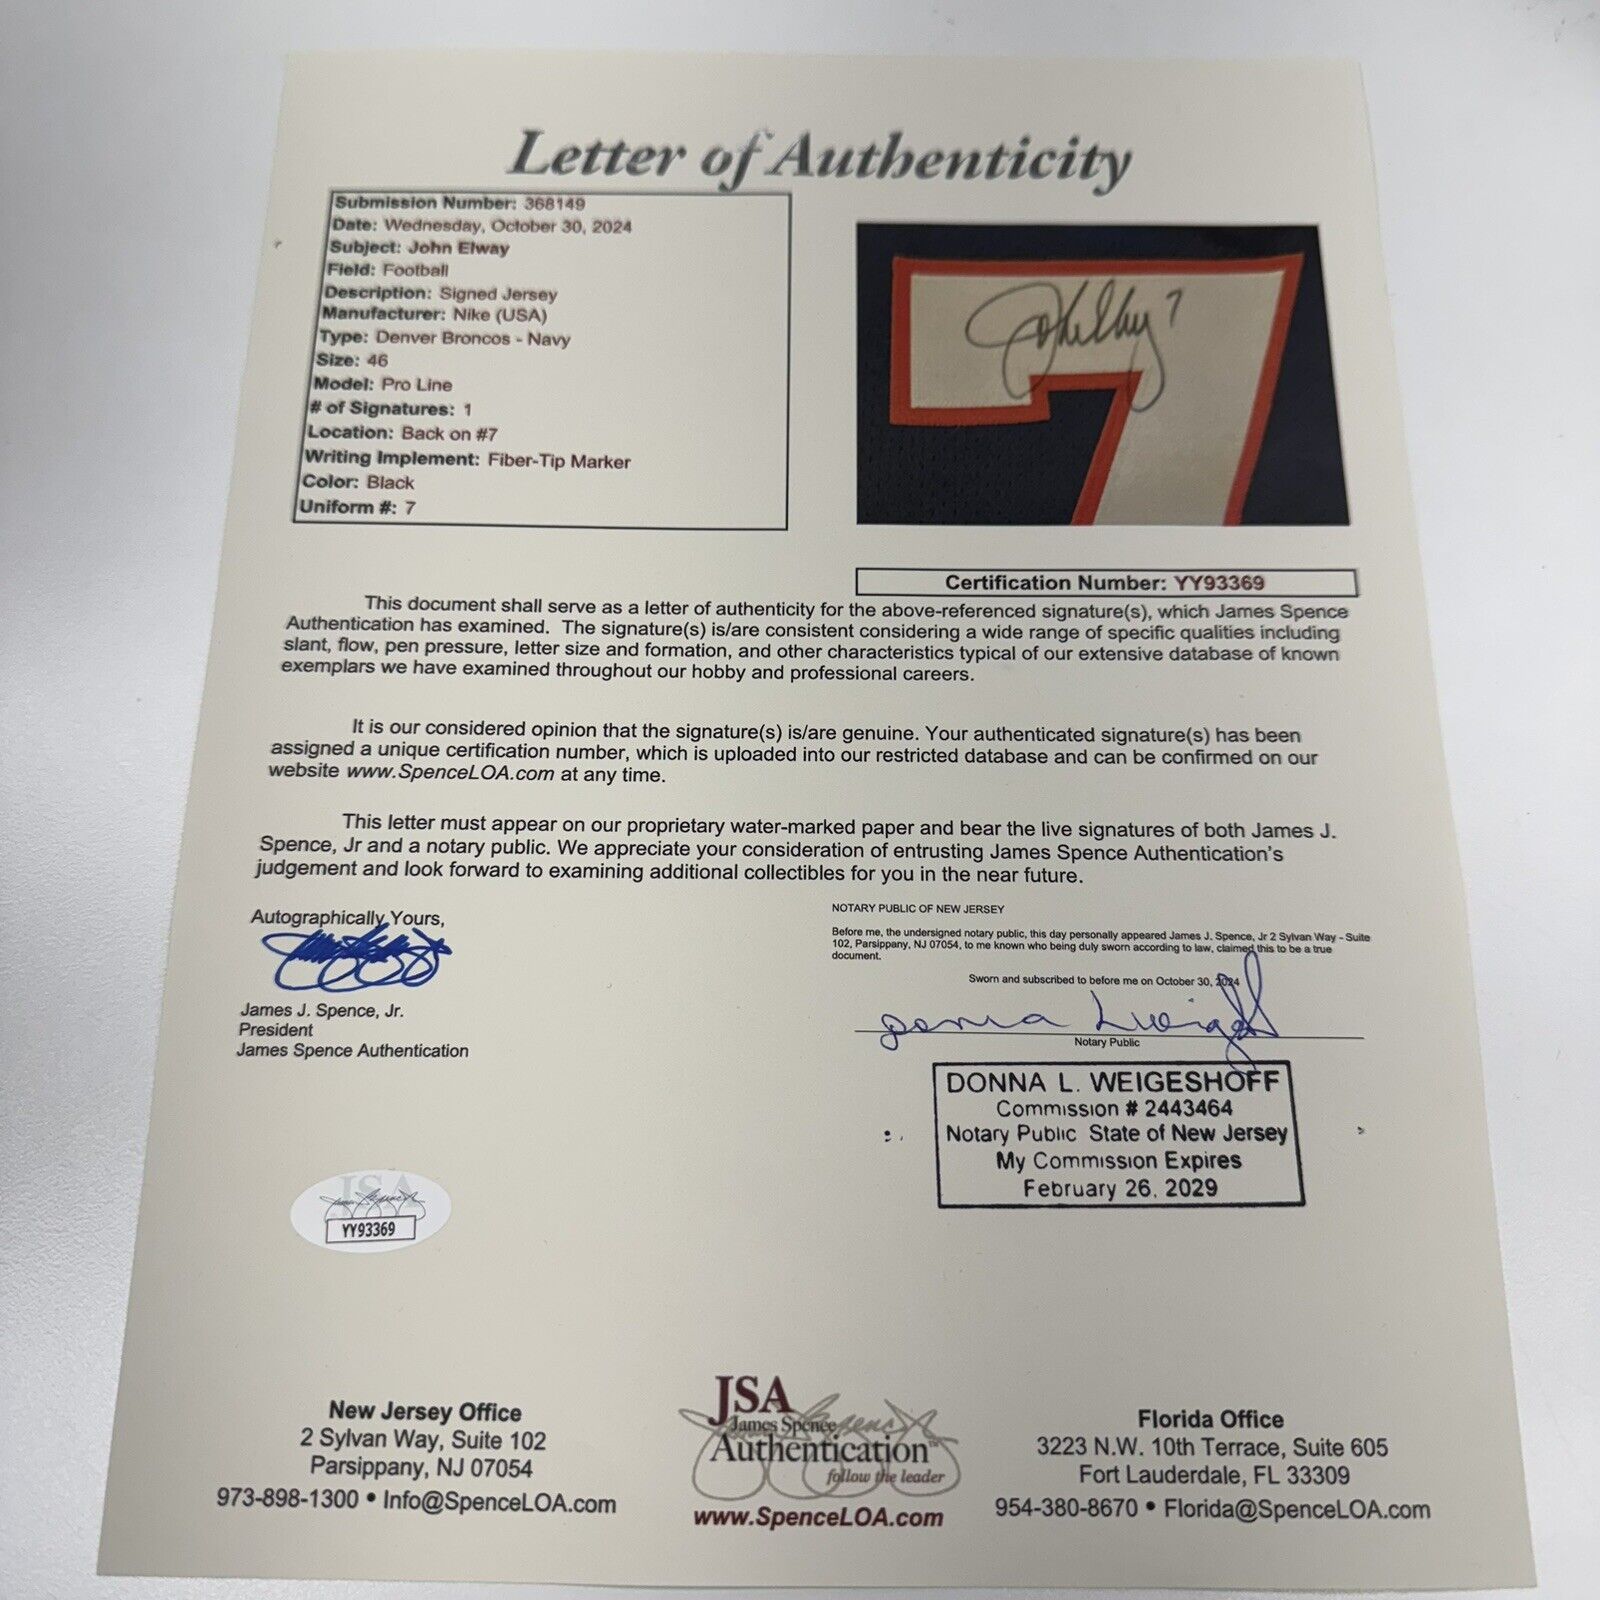 Letter of Authenticity
Submission Number: 368149
Date: Wednesday, October 30, 2024
Subject: John Elway
Field: Football
Description: Signed Jersey
Manufacturer: Nike (USA)
Type: Denver Broncos - Navy
Size: 46
Model: Pro Line
# of Signatures: 1
Location: Back on #7
Writing Implement: Fiber-Tip Marker
Color: Black
Uniform #: 7
7
Certification Number: YY93369
This document shall serve as a letter of authenticity for the above-referenced signature(s), which James Spence
Authentication has examined. The signature(s) is/are consistent considering a wide range of specific qualities including
slant, flow, pen pressure, letter size and formation, and other characteristics typical of our extensive database of known
exemplars we have examined throughout our hobby and professional careers.
It is our considered opinion that the signature(s) is/are genuine. Your authenticated signature(s) has been
assigned a unique certification number, which is uploaded into our restricted database and can be confirmed on our
website www.SpenceLOA.com at any time.
This letter must appear on our proprietary water-marked paper and bear the live signatures of both James J.
Spence, Jr and a notary public. We appreciate your consideration of entrusting James Spence Authentication's
judgement and look forward to examining additional collectibles for you in the near future.
Autographically Yours,
James J. Spence, Jr.
President
James Spence Authentication
NOTARY PUBLIC OF NEW JERSEY
Before me, the undersigned notary public, this day personally appeared James J. Spence, Jr 2 Sylvan Way - Suite
102, Parsippany, NJ 07054, to me known who being duly sworn according to law, claimed this to be a true
document.
Sworn and subscribed to before me on October 30, 2024
Notary Public
DONNA L. WEIGESHOFF
Commission # 2443464
Notary Public State of New Jersey
My Commission Expires
February 26, 2029
JSA
YY93369
New Jersey Office
2 Sylvan Way, Suite 102
Parsippany, NJ 07054
973-898-1300 • Info@SpenceLOA.com
JSA
James Spence
Authentication™
follow the leader
www.SpenceLOA.com
Florida Office
3223 N.W. 10th Terrace, Suite 605
Fort Lauderdale, FL 33309
954-380-8670 • Florida@SpenceLOA.com